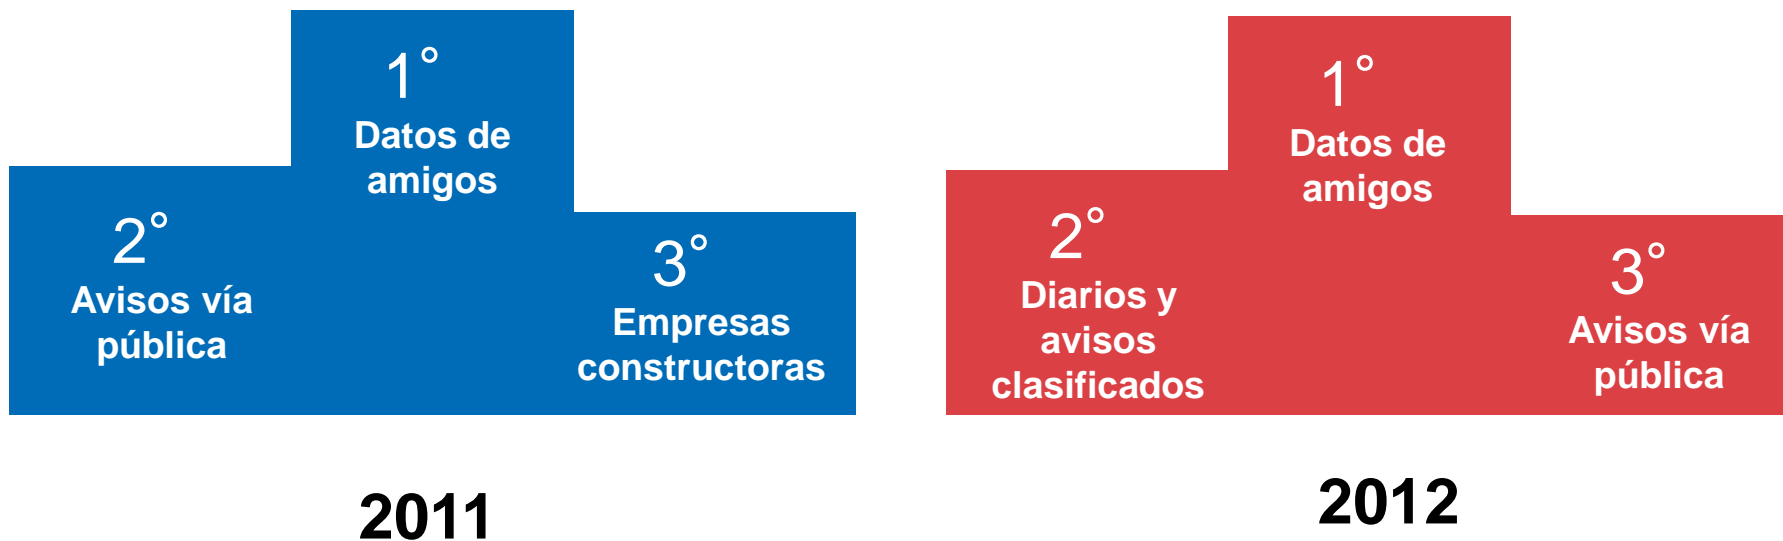 1°
Datos de
amigos
2°
Avisos vía
pública
3°
Empresas
constructoras
2011
1°
Datos de
amigos
2°
Diarios y
avisos
clasificados
3°
Avisos vía
pública
2012